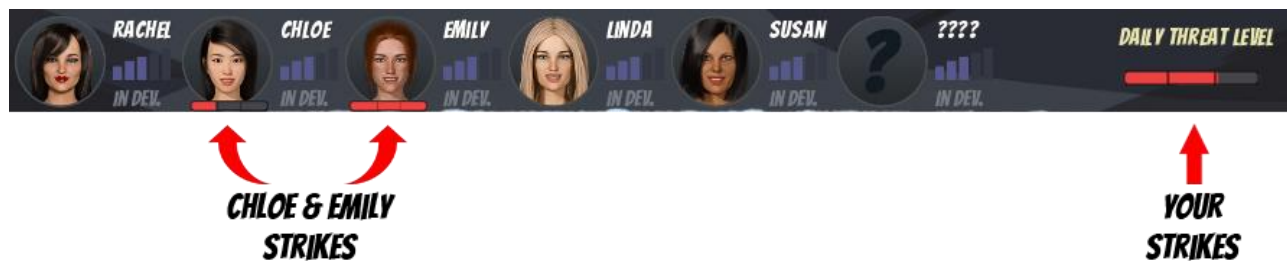 RACHEL
IN DEV.
CHLOE
IN DEV.
EMILY
IN DEV.
LINDA
IN DEV.
SUSAN
IN DEV.
?
????
IN DEV.
DAILY THREAT LEVEL
CHLOE & EMILY
STRIKES
YOUR
STRIKES